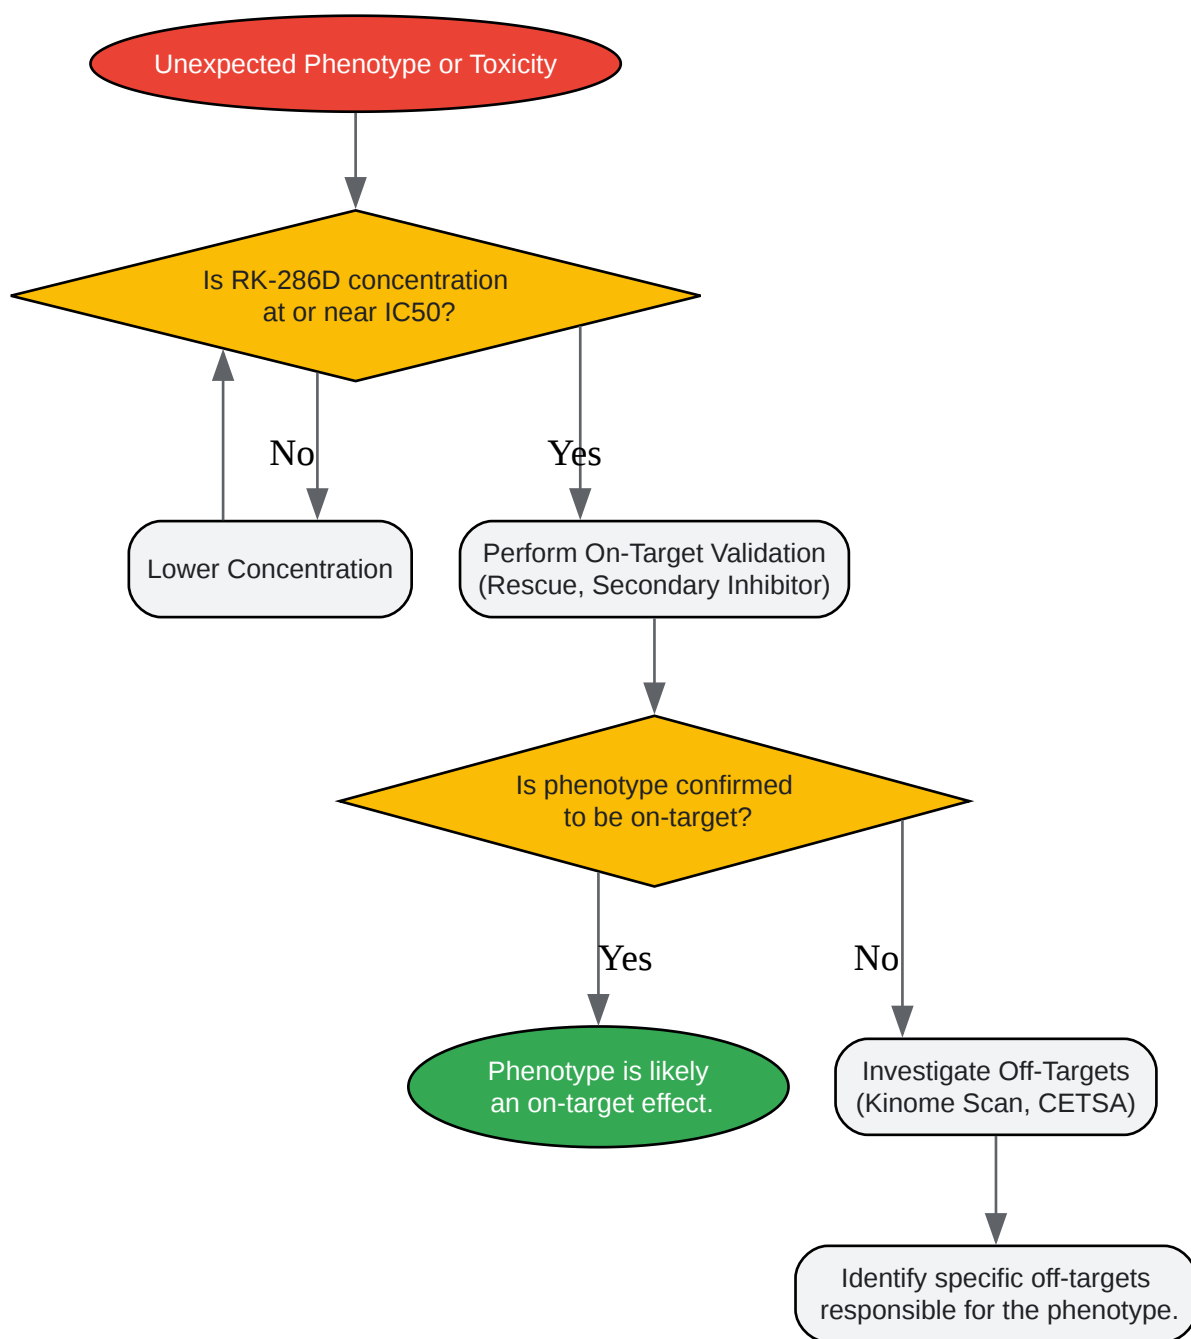 Unexpected Phenotype or Toxicity
Is RK-286D concentration
at or near IC50?
No
Yes
Lower Concentration
Perform On-Target Validation
(Rescue, Secondary Inhibitor)
Is phenotype confirmed
to be on-target?
Yes
No
Phenotype is likely
an on-target effect.
Investigate Off-Targets
(Kinome Scan, CETSA)
Identify specific off-targets
responsible for the phenotype.